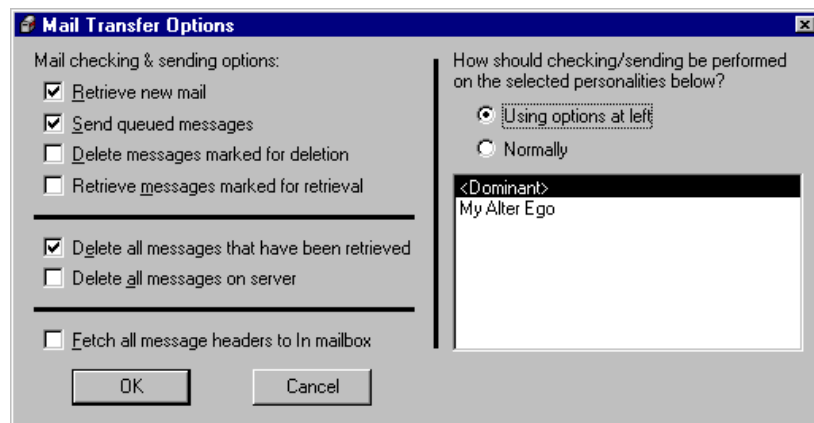 Mail Transfer Options
Mail checking & sending options:
Retrieve new mail
Send queued messages
Delete messages marked for deletion
Retrieve messages marked for retrieval
Delete all messages that have been retrieved
Delete all messages on server
Fetch all message headers to In mailbox
OK
Cancel
How should checking/sending be performed
on the selected personalities below?
Using options at left
Normally
<Dominant>
My Alter Ego